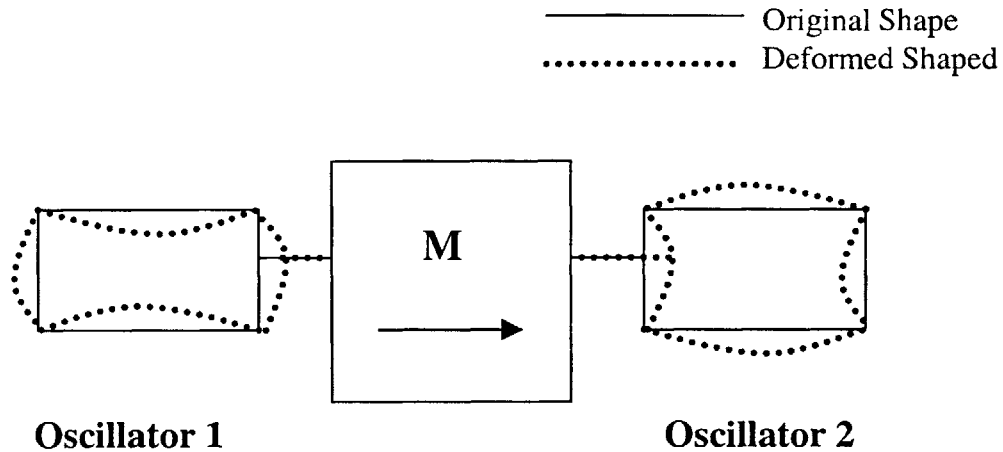 Original Shape
Deformed Shaped
M
Oscillator 1
Oscillator 2